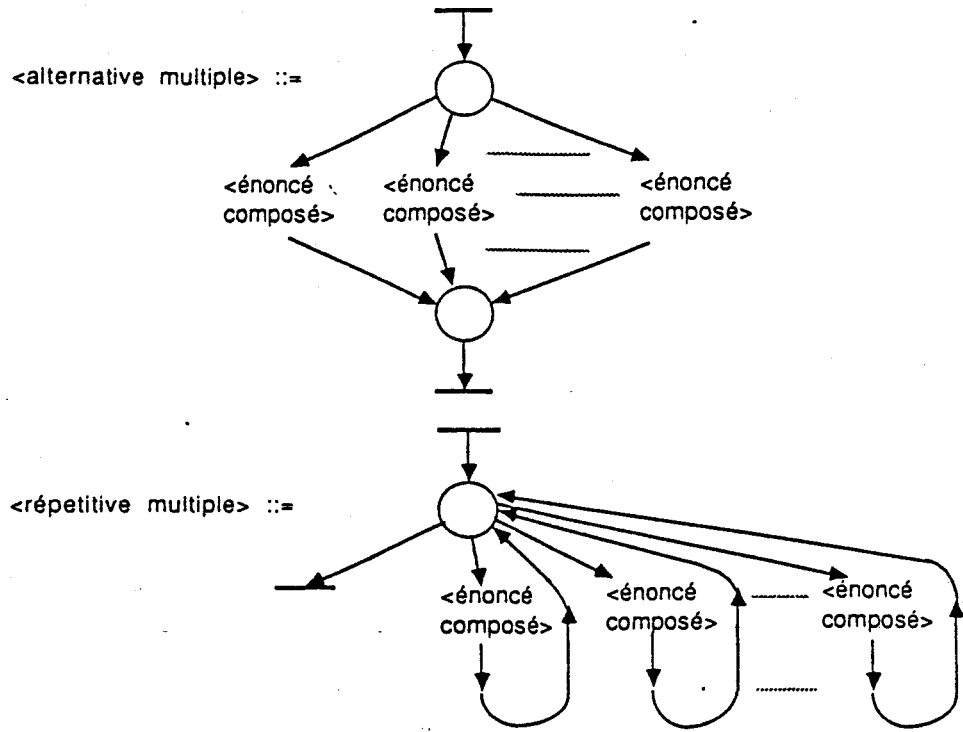 <alternative multiple> ::=
<énoncé
composé>
<énoncé
composé>
<énoncé
composé>
<répetitive multiple> ::=
<énoncé
composé>
<énoncé
composé>
<énoncé
composé>